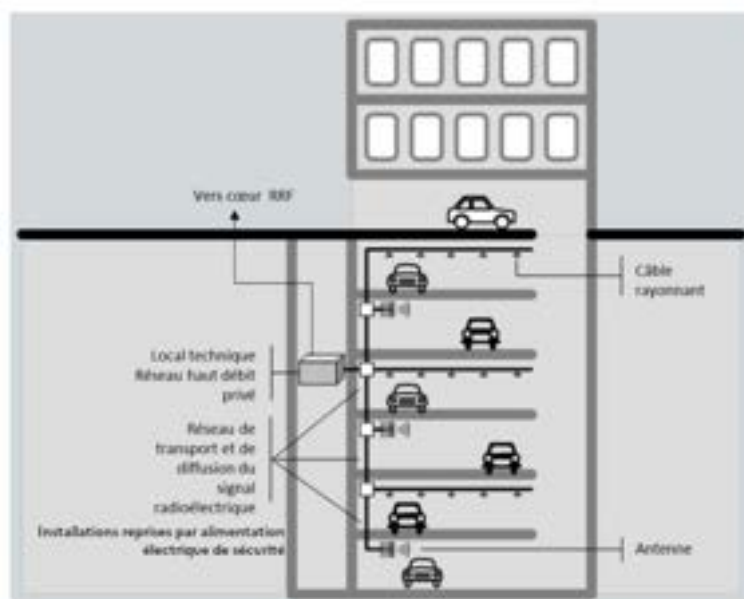 Vers cœur RRF
Câble
rayonnant
Local technique
Réseau haut débit
privé
Réseau de
transport et de
diffusion du
signal
radioélectrique
Installations reprises par alimentation
électrique de sécurité
Antenne